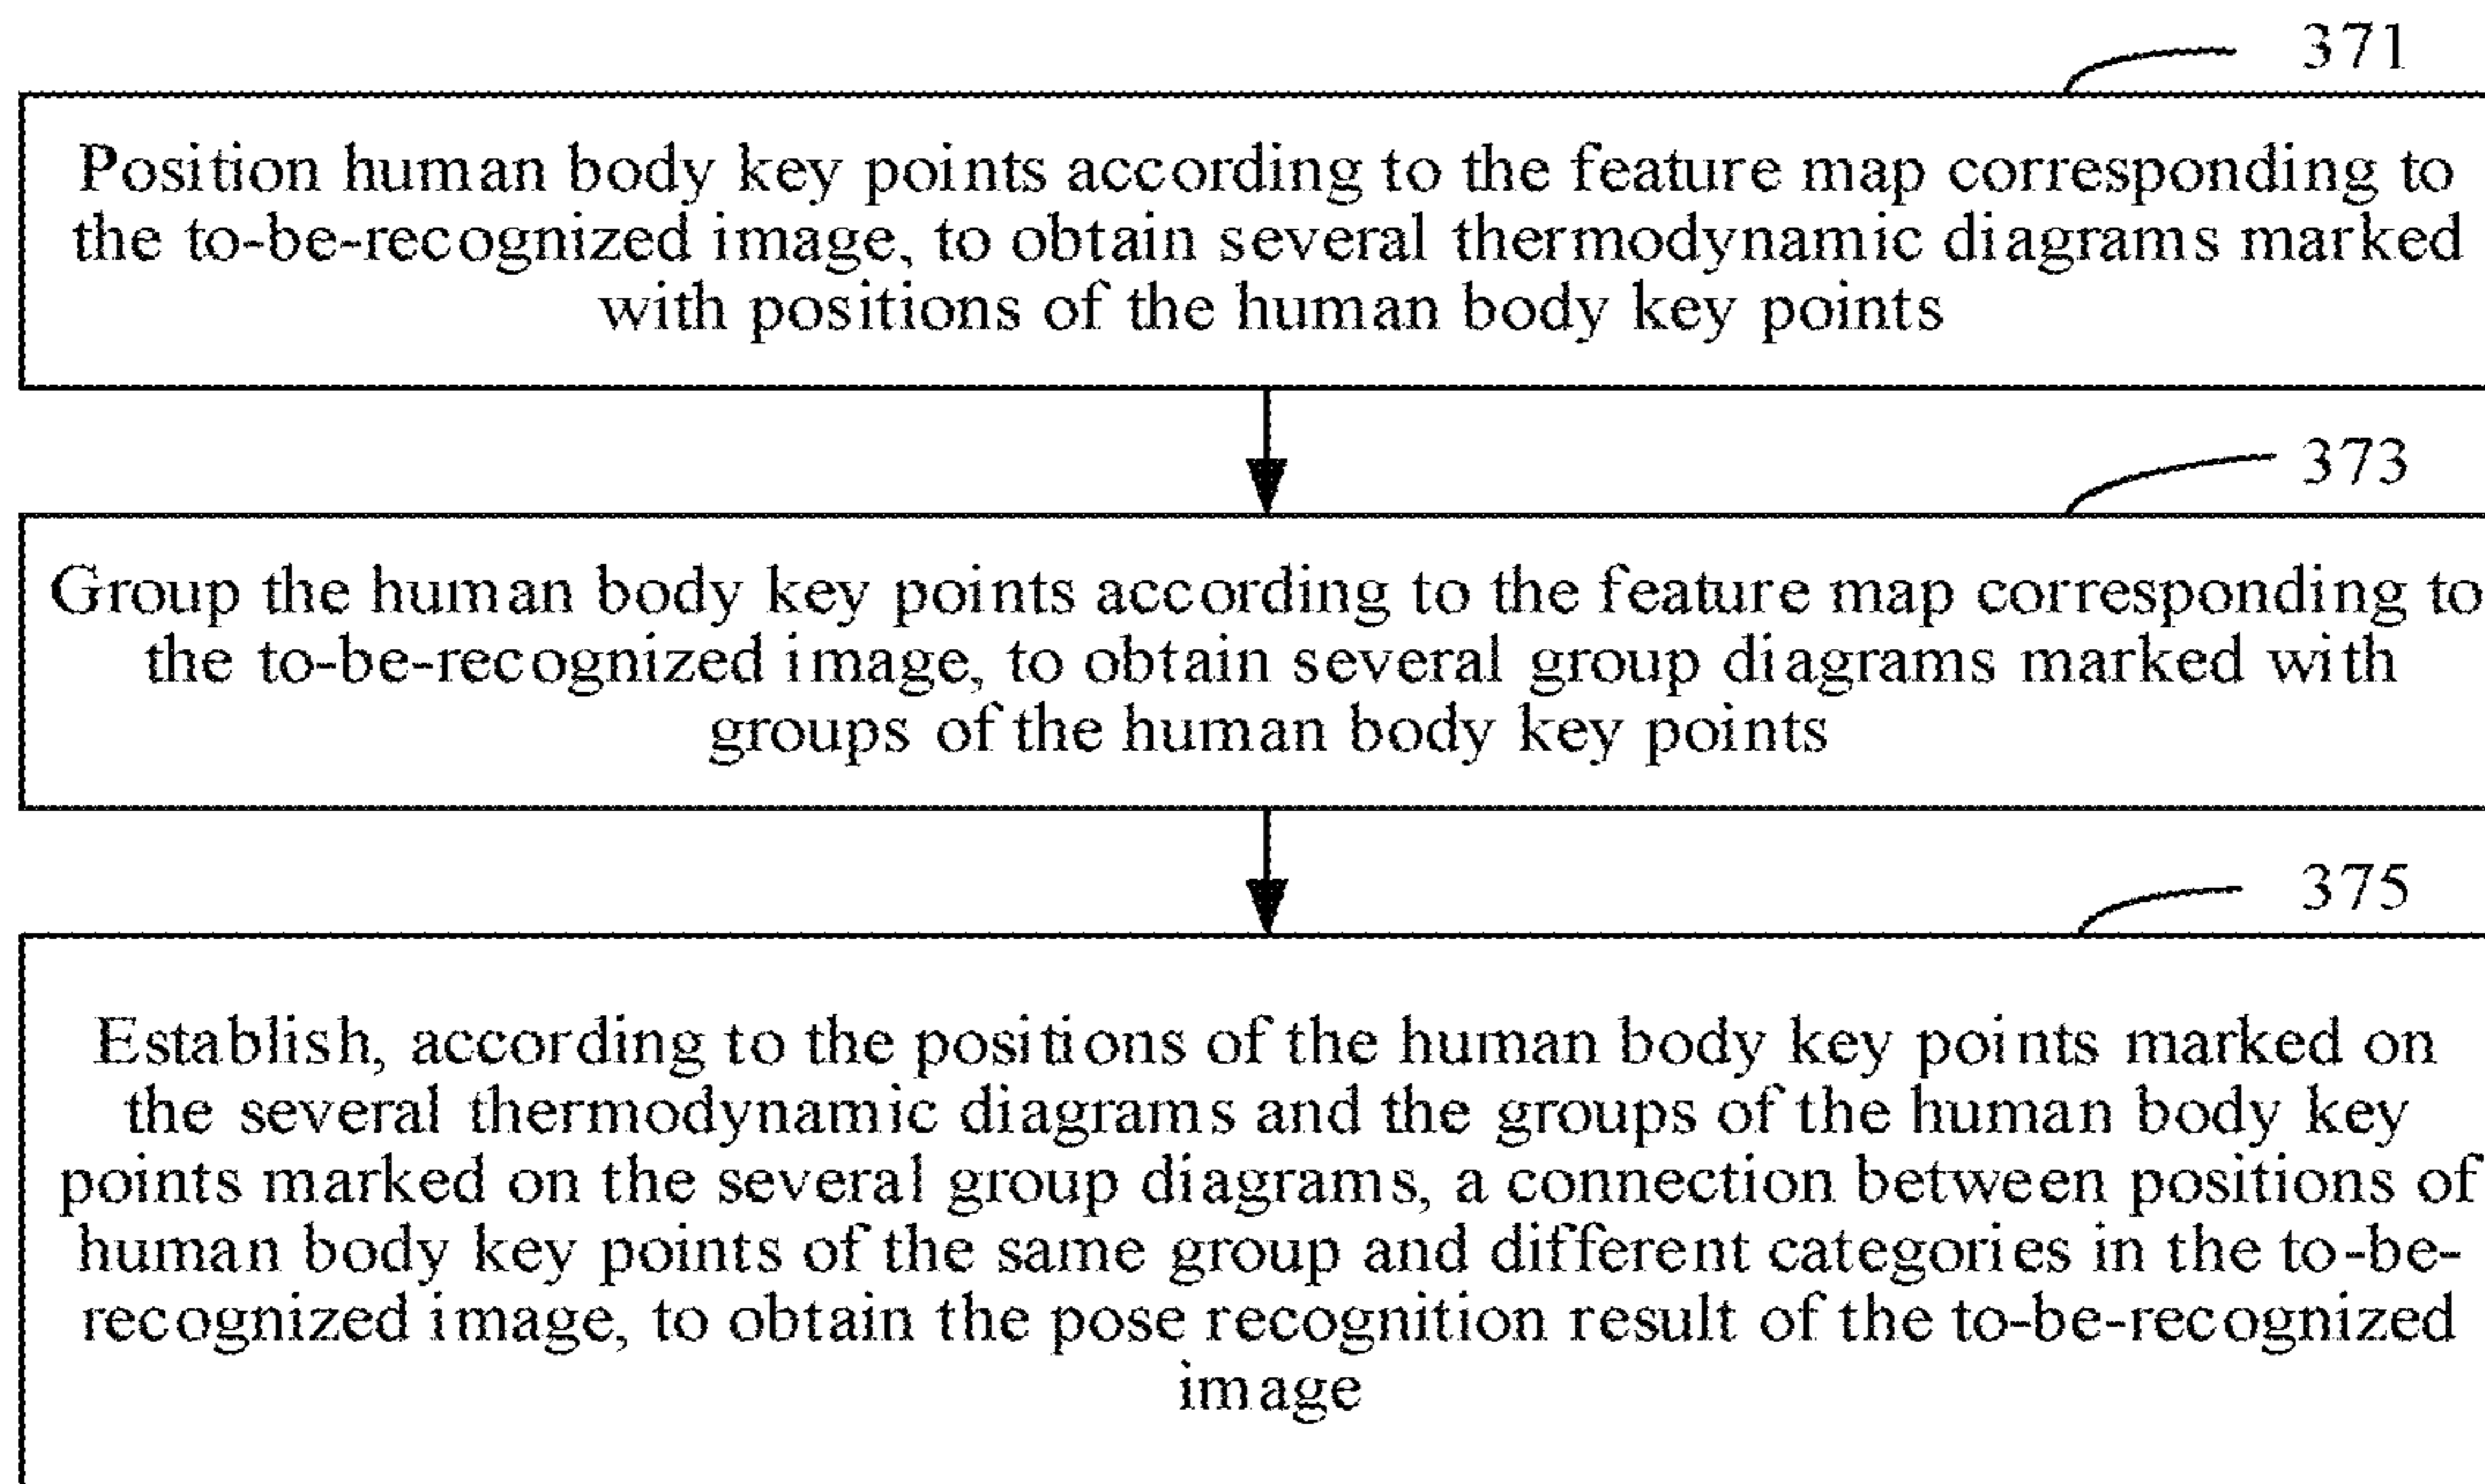 371
Position human body key points according to the feature map corresponding to
the to-be-recognized image, to obtain several thermodynamic diagrams marked
with positions of the human body key points
373
Group the human body key points according to the feature map corresponding to
the to-be-recognized image, to obtain several group diagrams marked with
groups of the human body key points
375
Establish, according to the positions of the human body key points marked on
the several thermodynamic diagrams and the groups of the human body key
points marked on the several group diagrams, a connection between positions of
human body key points of the same group and different categories in the to-be-
recognized image, to obtain the pose recognition result of the to-be-recognized
image